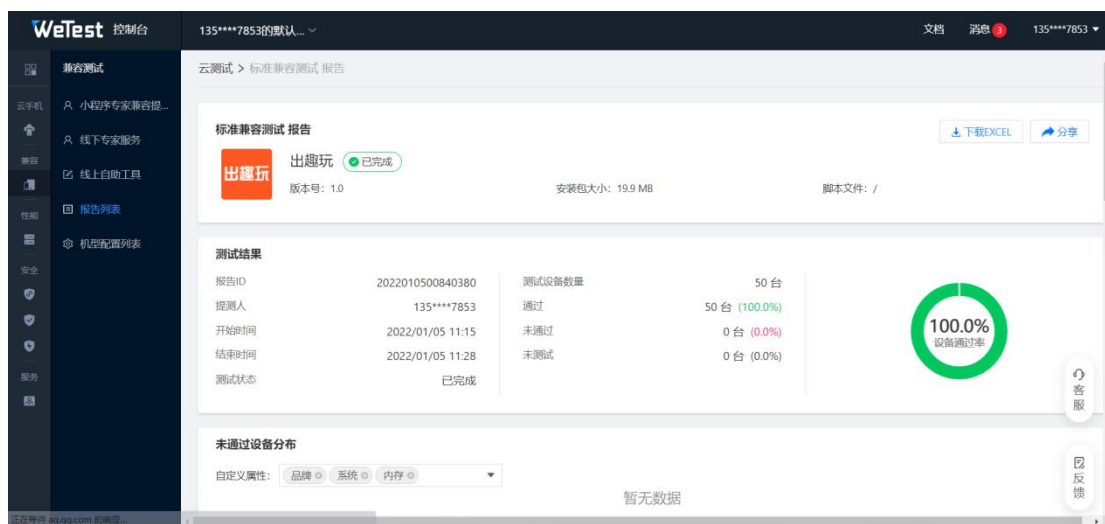 WeTest 控制台 135****7853的默认... 文档 消息 3 135****7853
兼容测试
云测试 > 标准兼容测试 报告
云手机
小程序专家兼容提...
标准兼容测试 报告
下载EXCEL 分享
线下专家服务
出趣玩 已完成
兼容
出趣玩
线上自助工具
版本号: 1.0 安装包大小: 19.9 MB 脚本文件: /
性能
报告列表
机型配置列表
测试结果
安全
报告ID 2022010500840380 测试设备数量 50 台
提测人 135****7853 通过 50 台 (100.0%)
开始时间 2022/01/05 11:15 未通过 0 台 (0.0%)
100.0%
设备通过率
结束时间 2022/01/05 11:28 未测试 0 台 (0.0%)
测试状态 已完成
服务
客服
未通过设备分布
自定义属性: 品牌 系统 内存
反馈
暂无数据
正在等待 aq.qq.com 的响应...